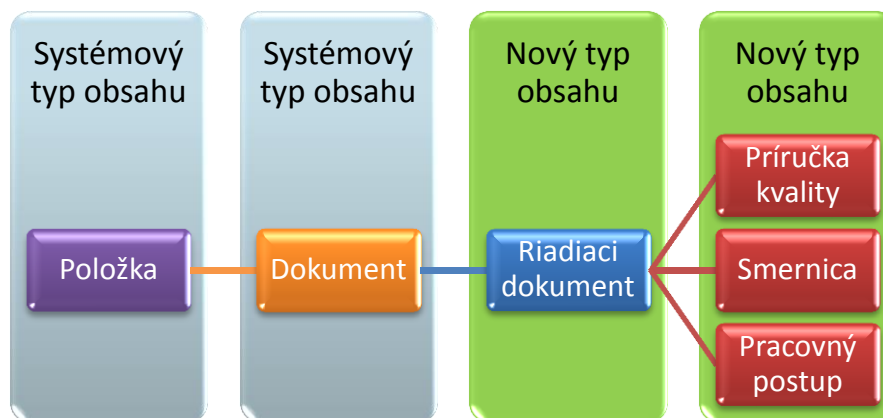 Systémový
typ obsahu
Systémový
typ obsahu
Nový typ
obsahu
Nový typ
obsahu
Položka
Dokument
Riadiaci
dokument
Príručka
kvality
Smernica
Pracovný
postup